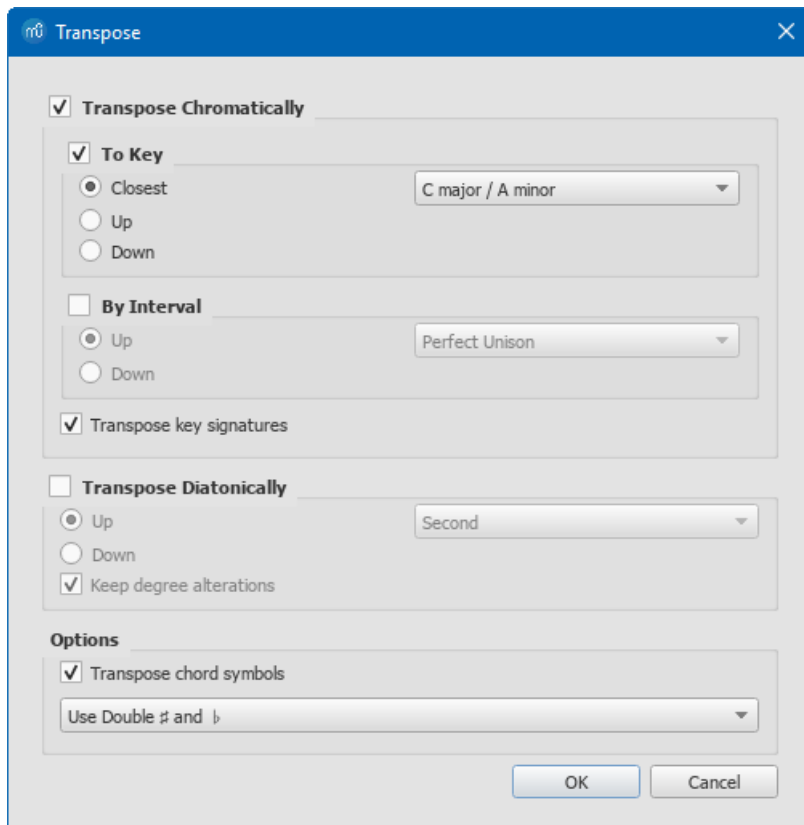 Transpose
Transpose Chromatically
To Key
Closest
C major / A minor
Up
Down
By Interval
Up
Perfect Unison
Down
Transpose key signatures
Transpose Diatonically
Up
Second
Down
Keep degree alterations
Options
Transpose chord symbols
Use Double ♯ and ♭
OK
Cancel